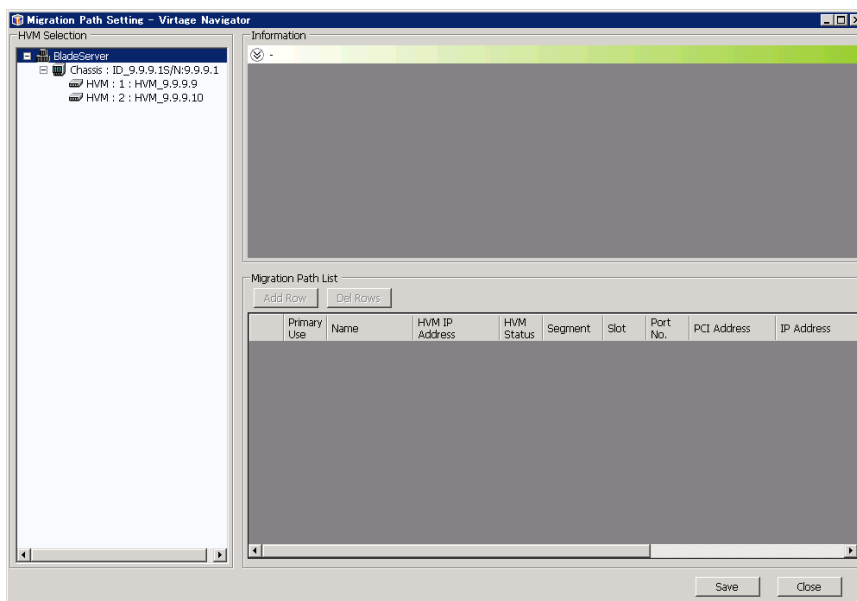 Migration Path Setting - Virtage Navigator
HVM Selection
BladeServer
Chassis : ID_9.9.9.1S/N:9.9.9.1
HVM : 1 : HVM_9.9.9.9
HVM : 2 : HVM_9.9.9.10
Information
-
Migration Path List
Add Row Del Rows
Primary Use Name HVM IP Address HVM Status Segment Slot Port No. PCI Address IP Address
Save Close